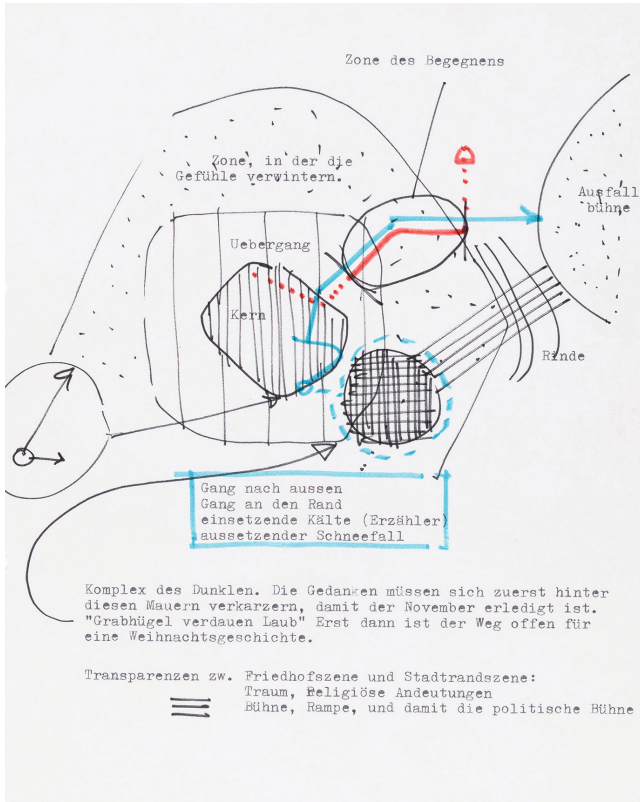 Zone des Begegnens
Zone, in der die
Gefühle verwintern.
Ausfall
bühne
Uebergang
Kern
Rinde
Gang nach aussen
Gang an den Rand
einsetzende Kälte (Erzähler)
aussetzender Schneefall
Komplex des Dunklen. Die Gedanken müssen sich zuerst hinter
diesen Mauern verkarzern, damit der November erledigt ist.
"Grabhügel verdauen Laub" Erst dann ist der Weg offen für
eine Weihnachtsgeschichte.
Transparenzen zw. Friedhofszene und Stadtrandszene:
Traum, Religiöse Andeutungen
Bühne, Rampe, und damit die politische Bühne